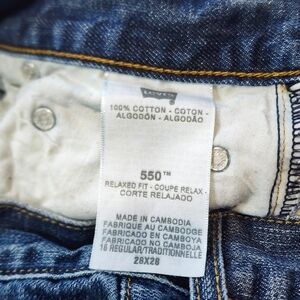 Levi's
100% COTTON - COTON -
ALGODÓN - ALGODÃO
550™
RELAXED FIT - COUPE RELAX -
CORTE RELAJADO
MADE IN CAMBODIA
FABRIQUE AU CAMBODGE
FABRICADO EN CAMBOYA
FABRICADO NO CAMBOJA
16 REGULAR/TRADITIONNELLE
28X28